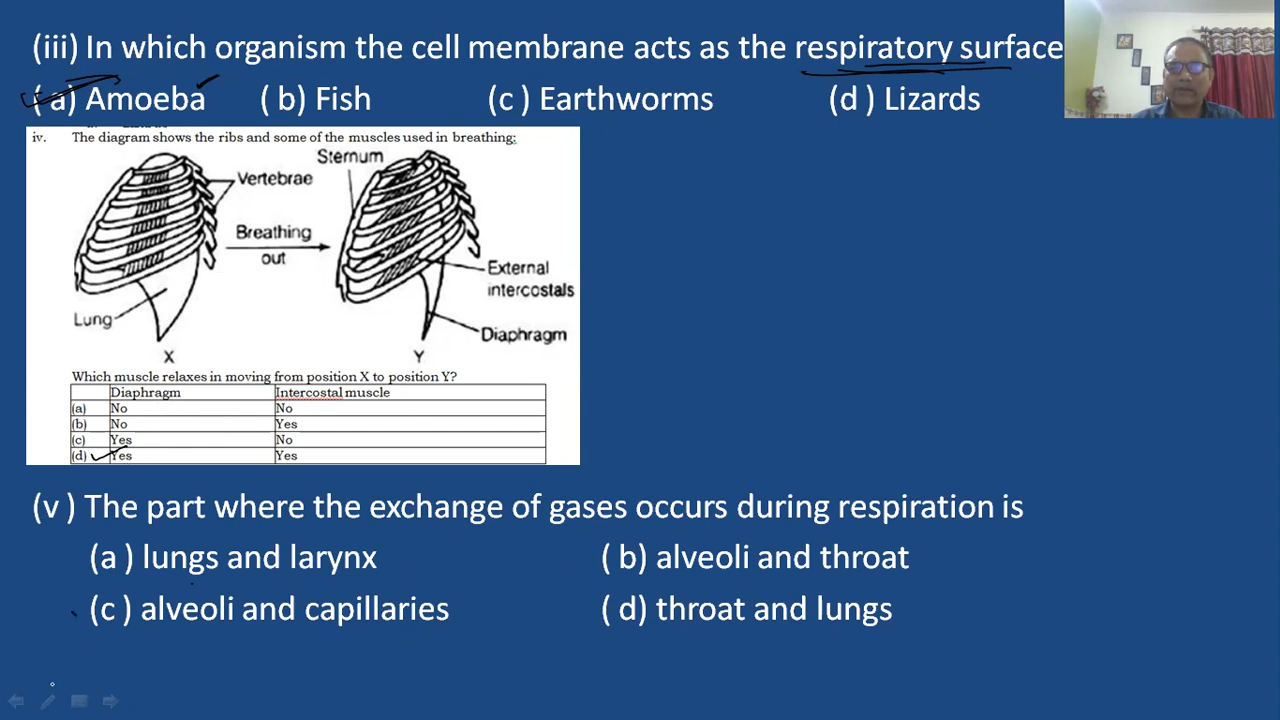 (iii) In which organism the cell membrane acts as the respiratory surface
(a) Amoeba (b) Fish (c) Earthworms (d) Lizards
iv. The diagram shows the ribs and some of the muscles used in breathing;
Sternum
Vertebrae
Breathing
out
External
intercostals
Lung
Diaphragm
X Y
Which muscle relaxes in moving from position X to position Y?
Diaphragm Intercostal muscle
(a) No No
(b) No Yes
(c) Yes No
(d) Yes Yes
(v) The part where the exchange of gases occurs during respiration is
(a) lungs and larynx (b) alveoli and throat
(c) alveoli and capillaries (d) throat and lungs